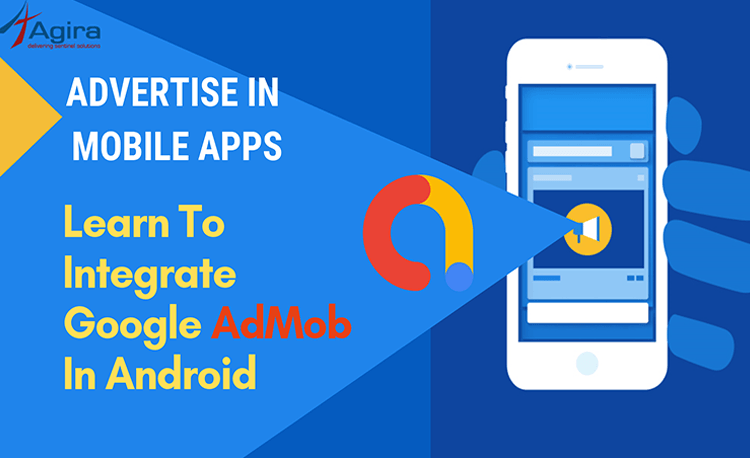 Agira
delivering sentinel solutions
ADVERTISE IN
MOBILE APPS
Learn To
Integrate
Google AdMob
In Android